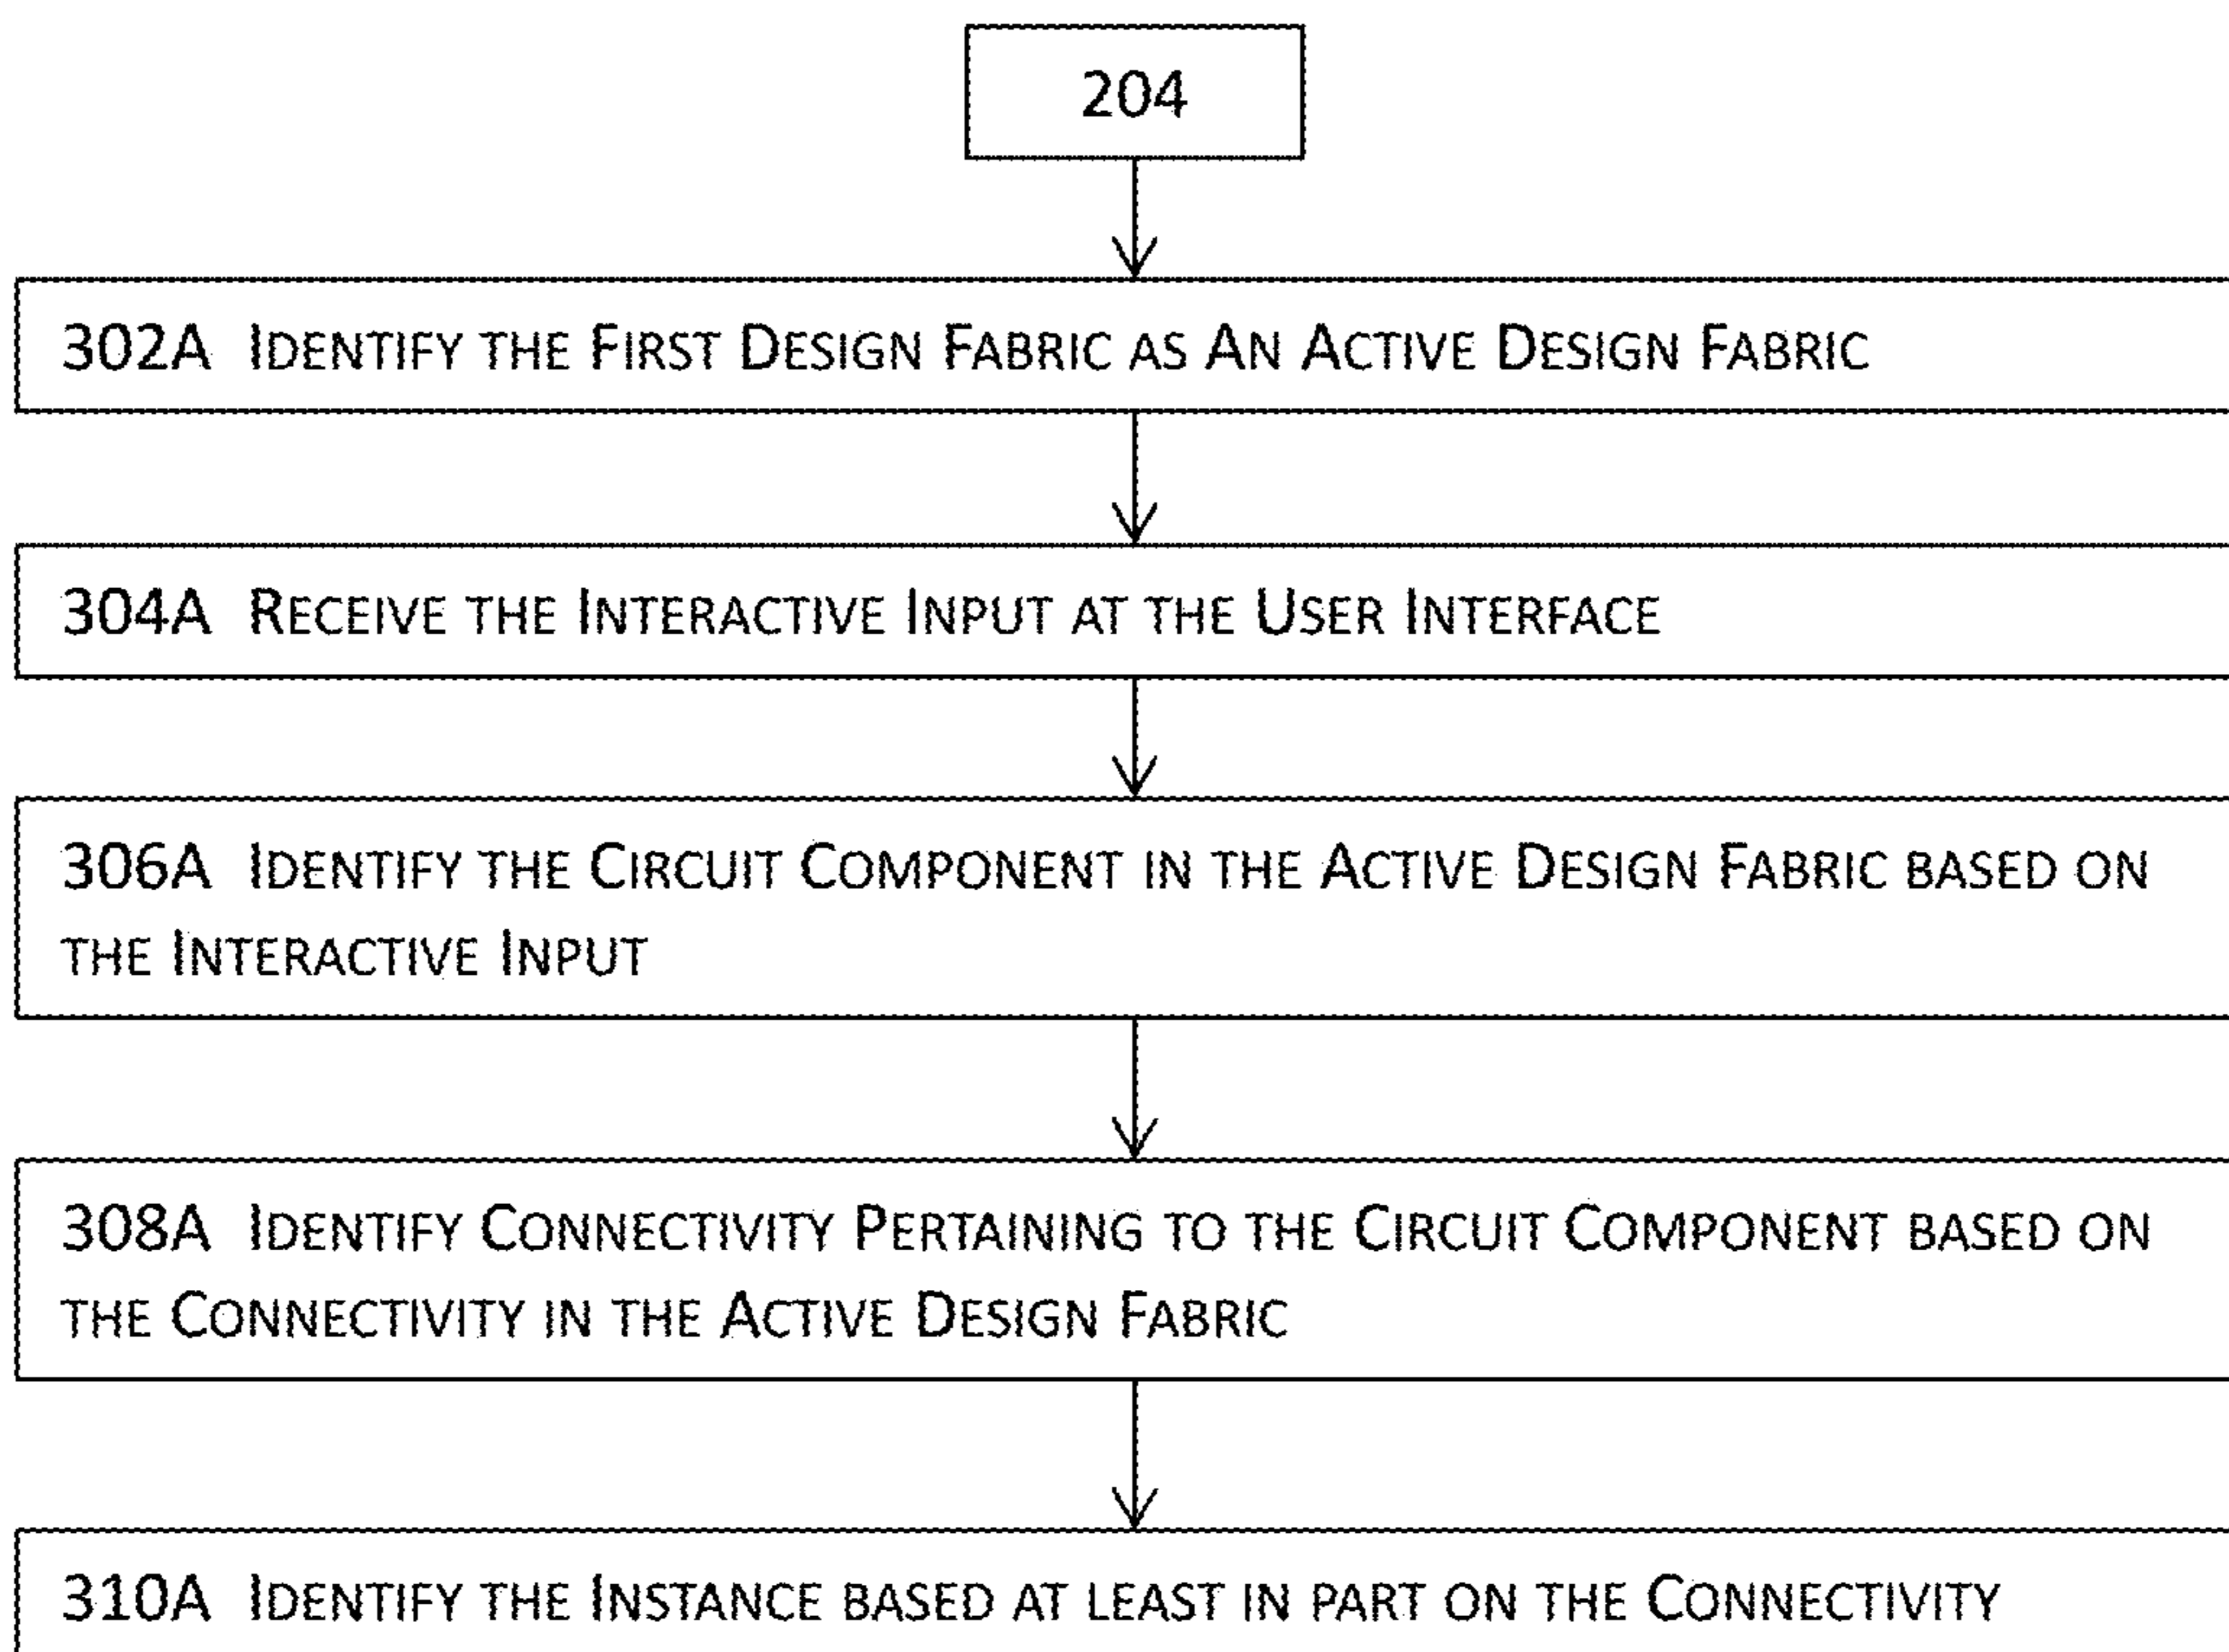 204
302A Identify the First Design Fabric as An Active Design Fabric
304A Receive the Interactive Input at the User Interface
306A Identify the Circuit Component in the Active Design Fabric based on
the Interactive Input
308A Identify Connectivity Pertaining to the Circuit Component based on
the Connectivity in the Active Design Fabric
310A Identify the Instance based at least in part on the Connectivity